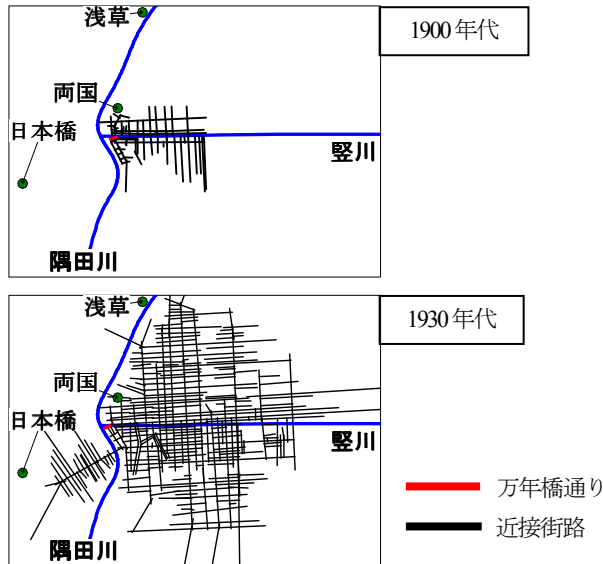 浅草
1900年代
両国
日本橋
竪川
隅田川
浅草
1930年代
両国
日本橋
竪川
万年橋通り
近接街路
隅田川